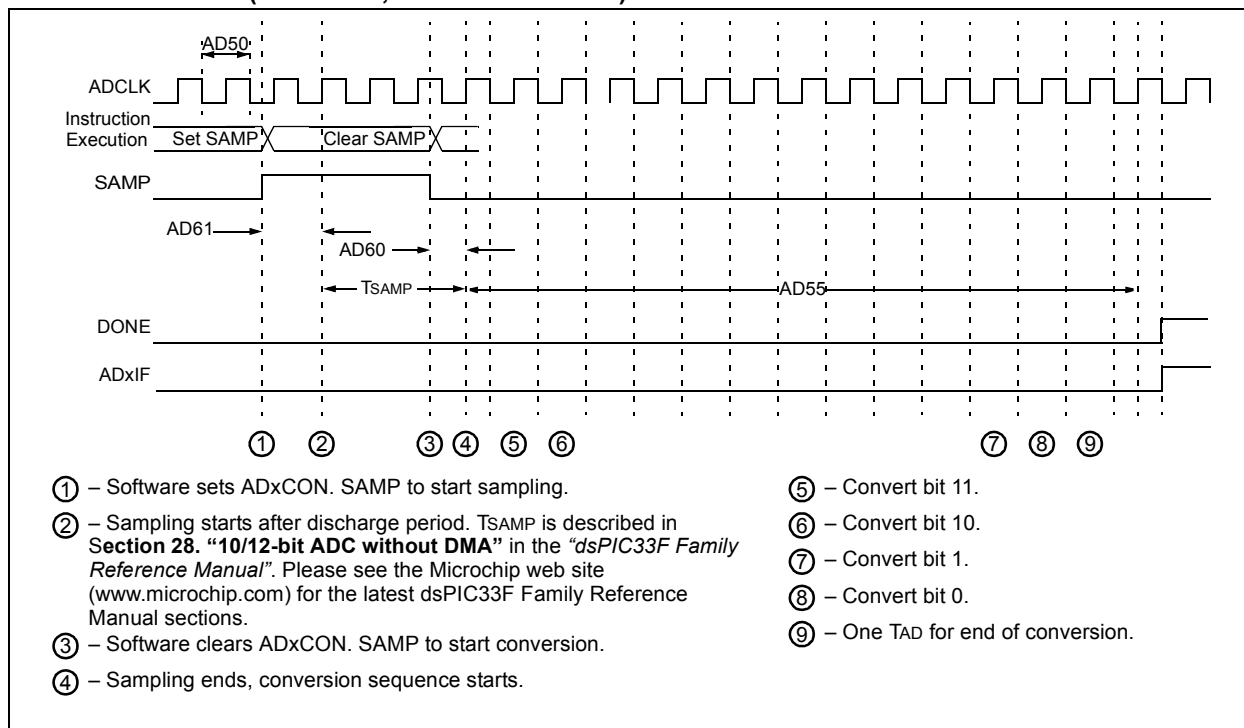 AD50
ADCLK
Instruction
Execution
Set SAMP
Clear SAMP
SAMP
AD61
AD60
TSAMP
AD55
DONE
ADxIF
① ② ③ ④ ⑤ ⑥ ⑦ ⑧ ⑨
① – Software sets ADxCON. SAMP to start sampling.
② – Sampling starts after discharge period. TSAMP is described in
Section 28. “10/12-bit ADC without DMA” in the “dsPIC33F Family
Reference Manual”. Please see the Microchip web site
(www.microchip.com) for the latest dsPIC33F Family Reference
Manual sections.
③ – Software clears ADxCON. SAMP to start conversion.
④ – Sampling ends, conversion sequence starts.
⑤ – Convert bit 11.
⑥ – Convert bit 10.
⑦ – Convert bit 1.
⑧ – Convert bit 0.
⑨ – One TAD for end of conversion.